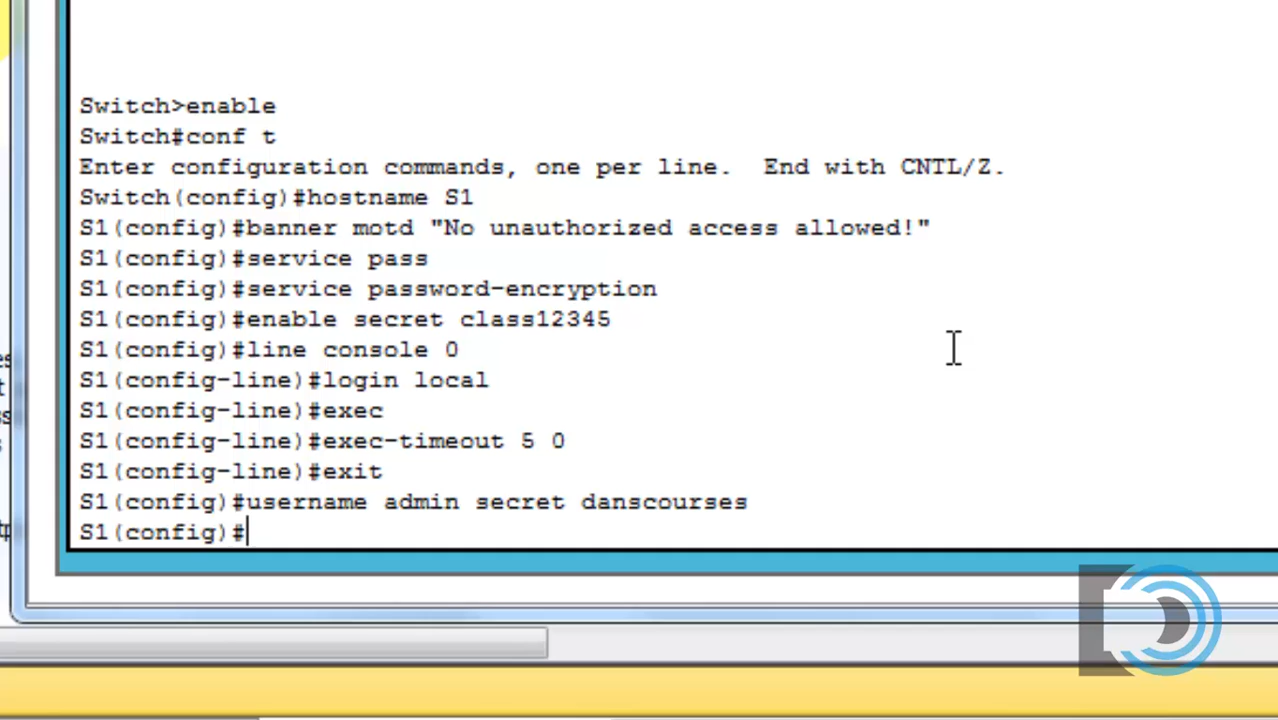 Switch>enable
Switch#conf t
Enter configuration commands, one per line.  End with CNTL/Z.
Switch(config)#hostname S1
S1(config)#banner motd "No unauthorized access allowed!"
S1(config)#service pass
S1(config)#service password-encryption
S1(config)#enable secret class12345
S1(config)#line console 0
S1(config-line)#login local
S1(config-line)#exec
S1(config-line)#exec-timeout 5 0
S1(config-line)#exit
S1(config)#username admin secret danscourses
S1(config)#